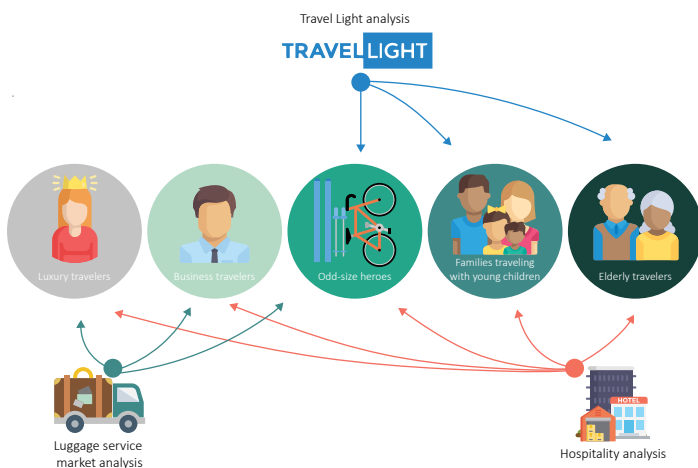 Travel Light analysis
TRAVELLIGHT
Luxury travelers
Business travelers
Odd-size heroes
Families traveling
with young children
Elderly travelers
HOTEL
Luggage service
market analysis
Hospitality analysis